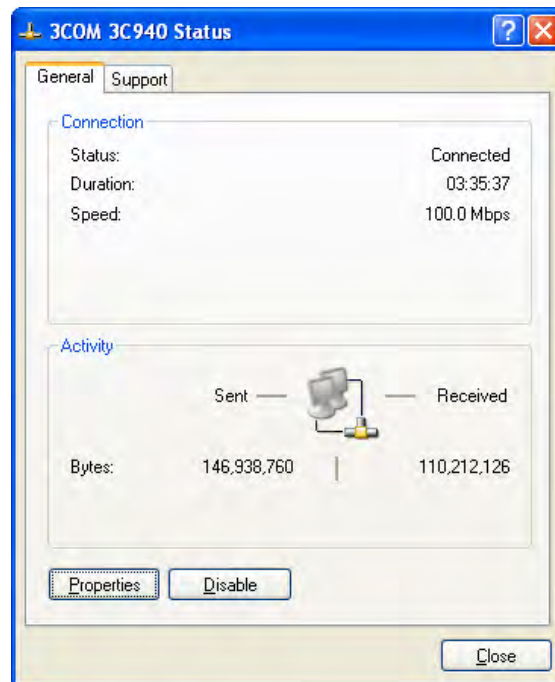 3COM 3C940 Status
General Support
Connection
Status: Connected
Duration: 03:35:37
Speed: 100.0 Mbps
Activity
Sent Received
Bytes: 146,938,760 110,212,126
Properties Disable
Close